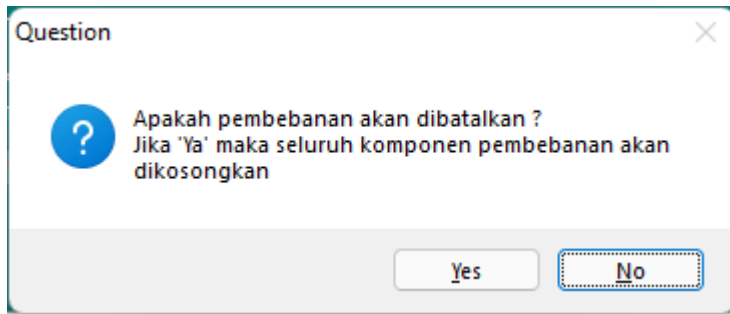 Question
?
Apakah pembebanan akan dibatalkan ?
Jika 'Ya' maka seluruh komponen pembebanan akan
dikosongkan
Yes
No